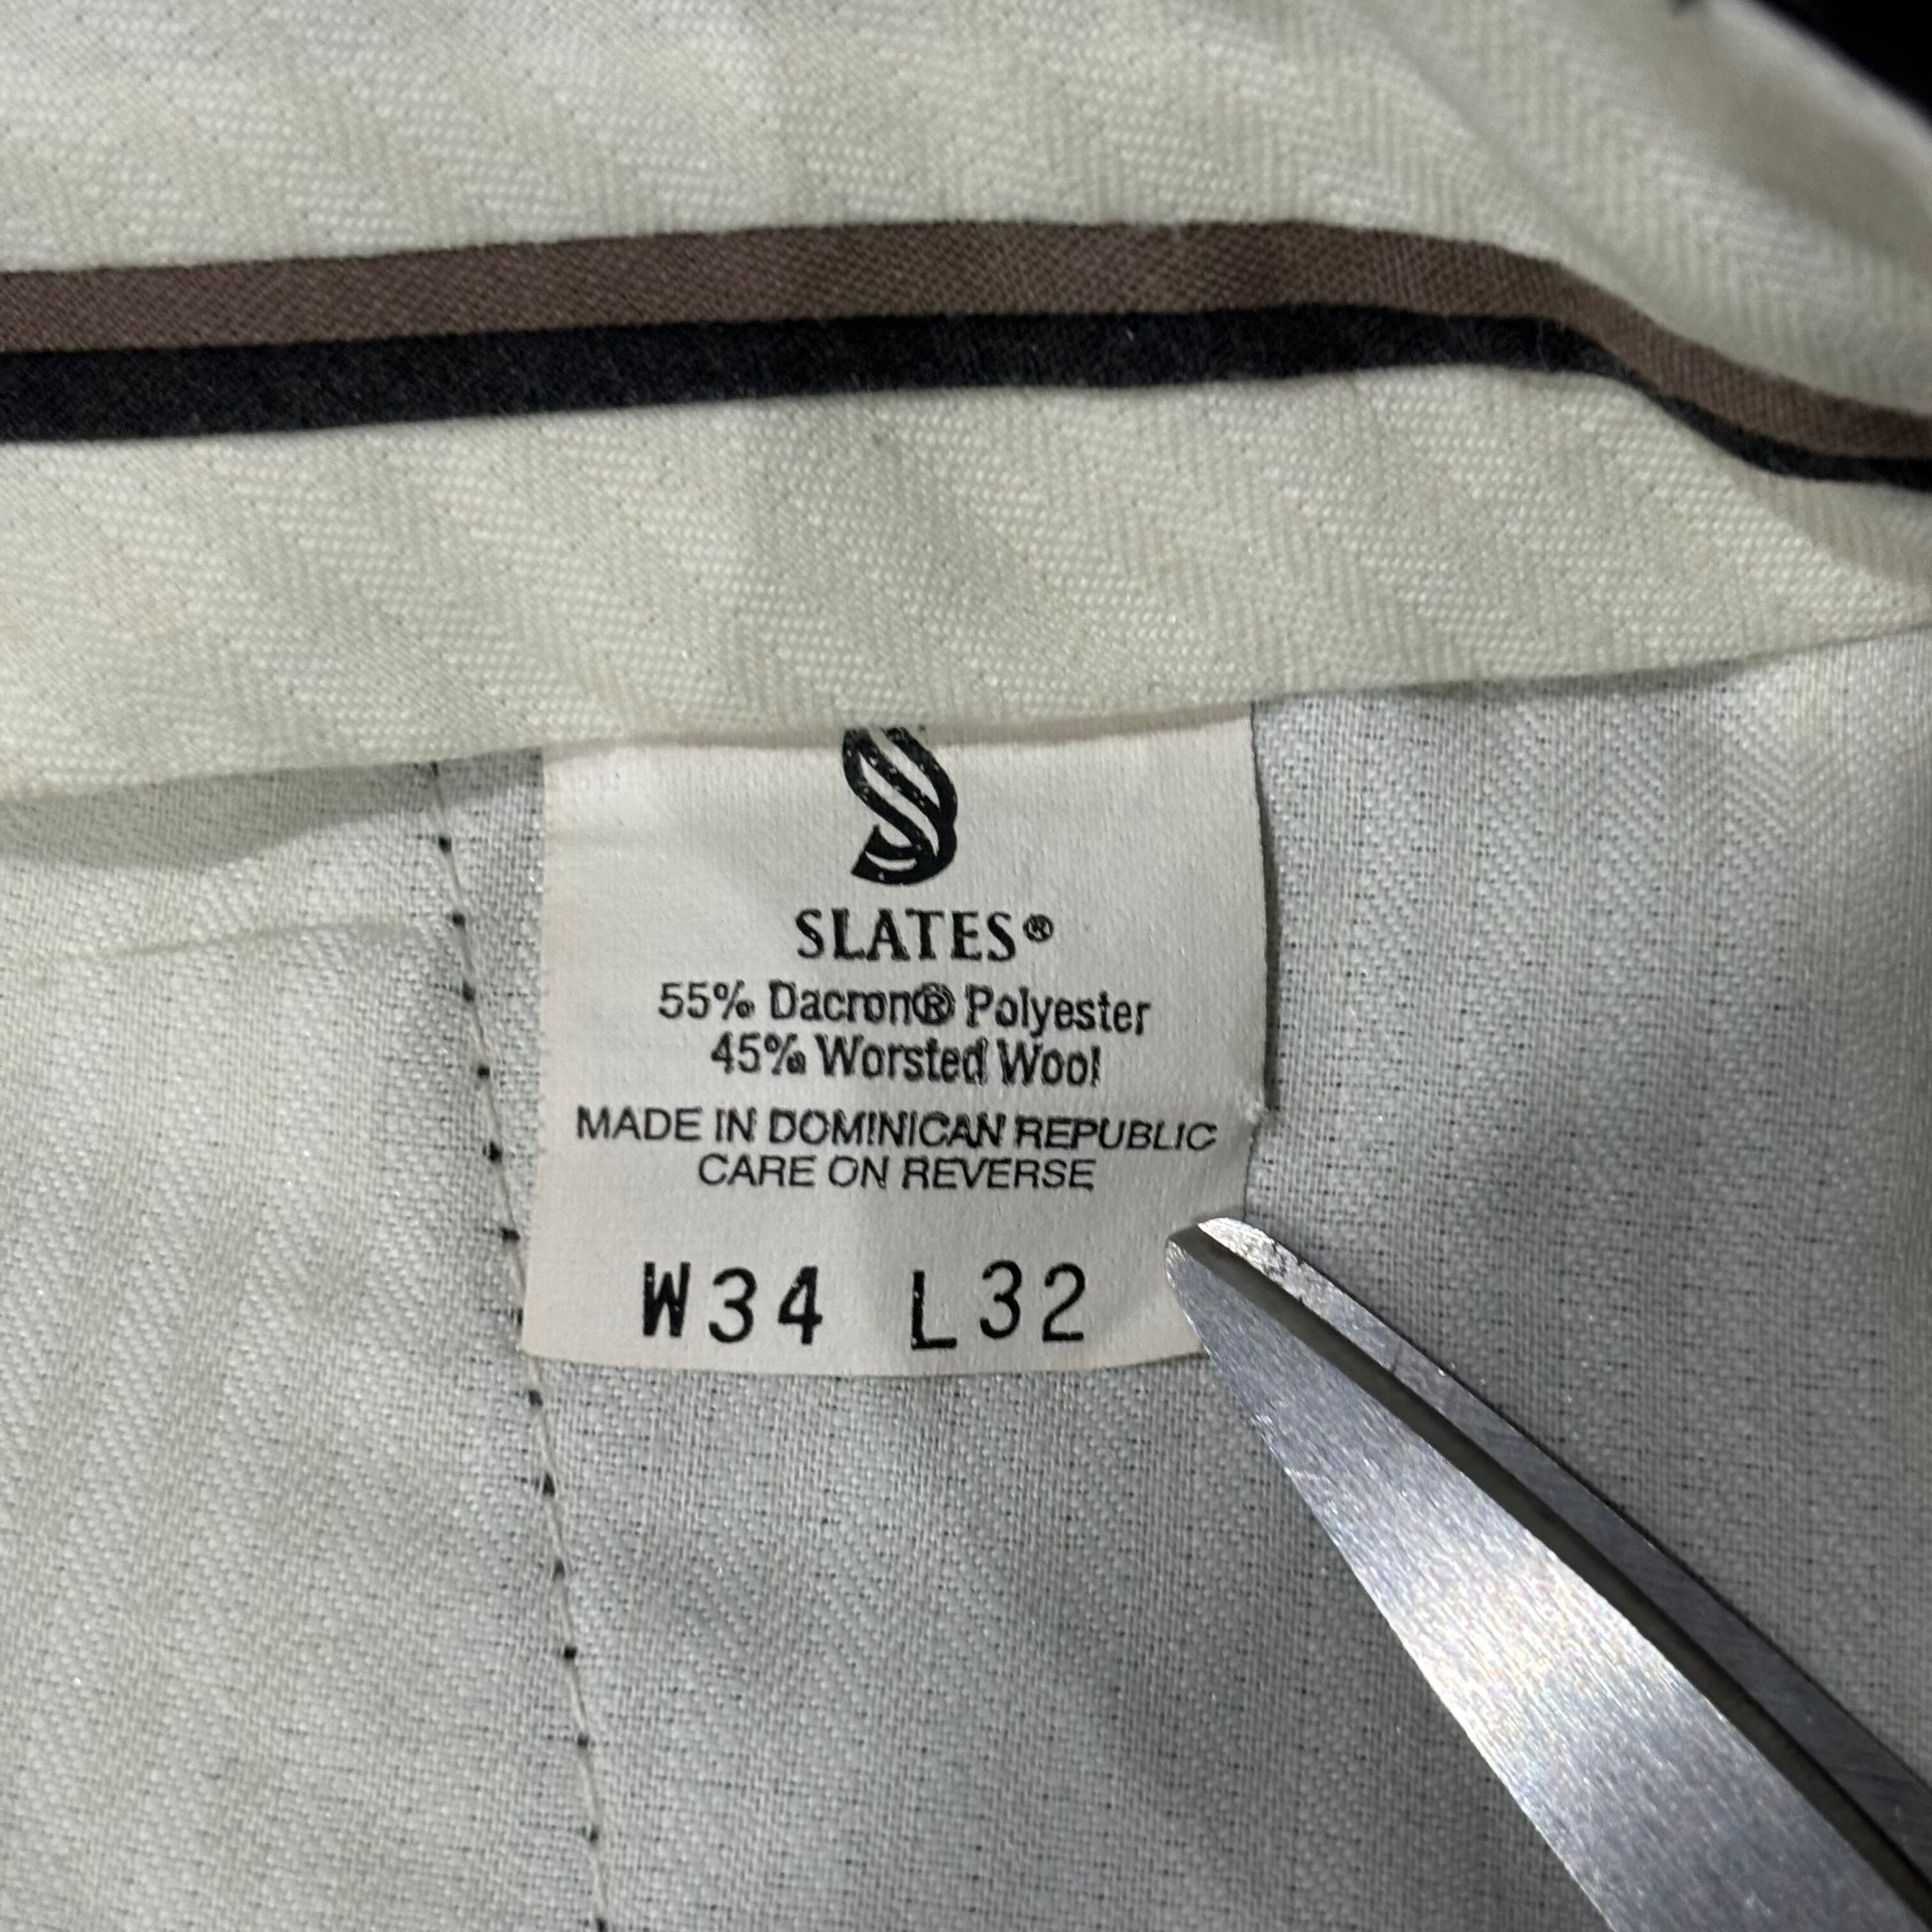 SLATES®
55% Dacron® Polyester
45% Worsted Wool
MADE IN DOMINICAN REPUBLIC
CARE ON REVERSE
W34 L32